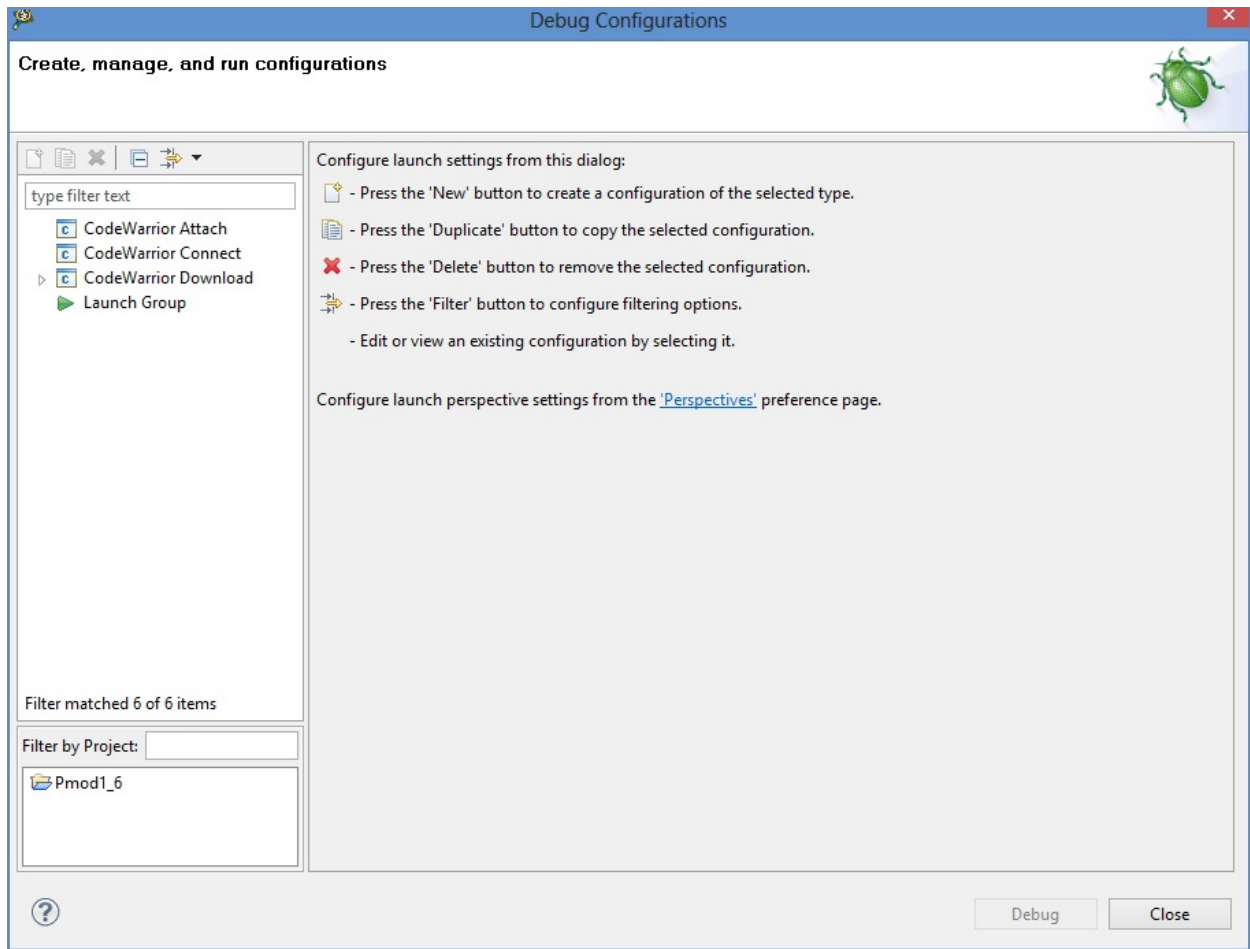 Debug Configurations
Create, manage, and run configurations
type filter text
CodeWarrior Attach
CodeWarrior Connect
CodeWarrior Download
Launch Group
Filter matched 6 of 6 items
Filter by Project:
Pmod1_6
Configure launch settings from this dialog:
- Press the 'New' button to create a configuration of the selected type.
- Press the 'Duplicate' button to copy the selected configuration.
- Press the 'Delete' button to remove the selected configuration.
- Press the 'Filter' button to configure filtering options.
- Edit or view an existing configuration by selecting it.
Configure launch perspective settings from the 'Perspectives' preference page.
Debug
Close